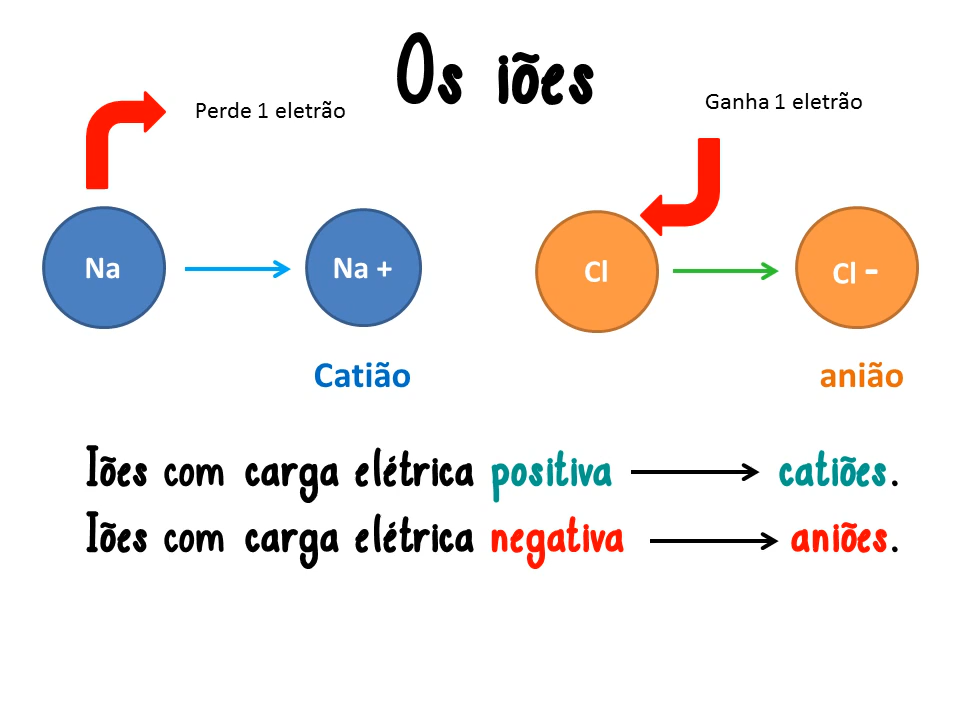 Os iões
Perde 1 eletrão
Ganha 1 eletrão
Na
Na +
Cl
Cl -
Catião
anião
Iões com carga elétrica positiva catiões.
Iões com carga elétrica negativa aniões.